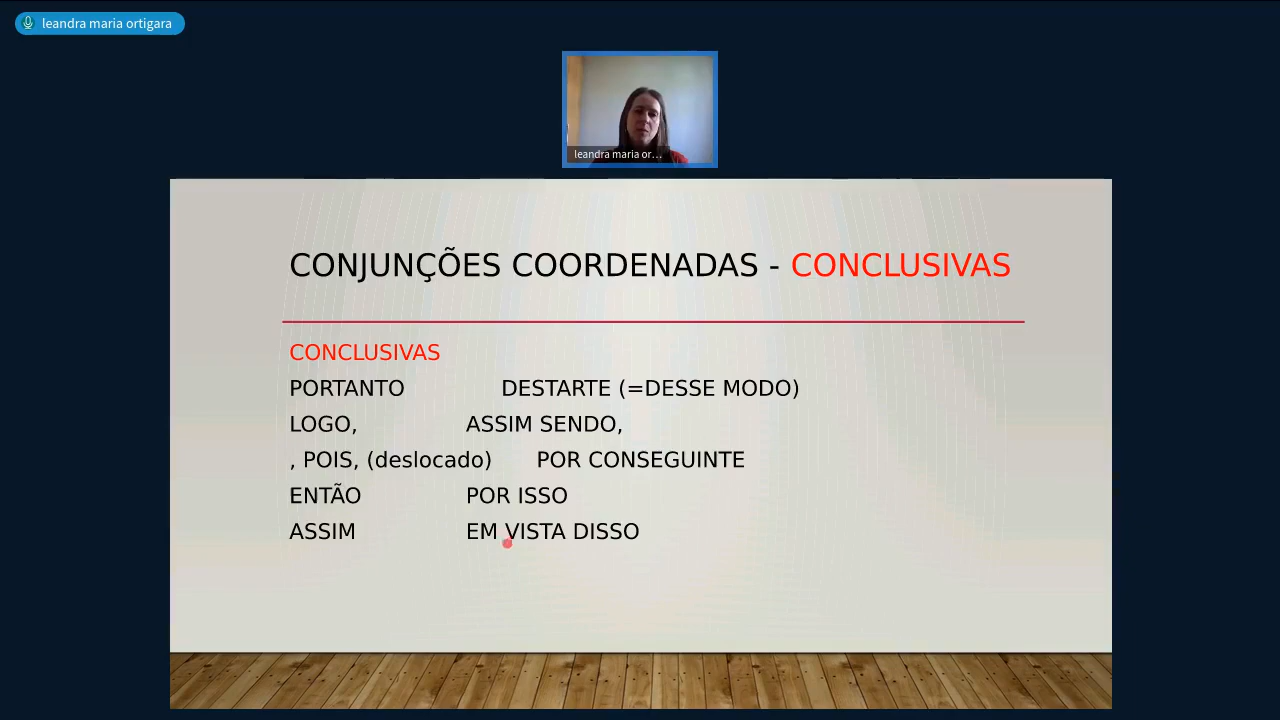 leandra maria ortigara
leandra maria or...
CONJUNÇÕES COORDENADAS - CONCLUSIVAS
CONCLUSIVAS
PORTANTO DESTARTE (=DESSE MODO)
LOGO, ASSIM SENDO,
, POIS, (deslocado) POR CONSEGUINTE
ENTÃO POR ISSO
ASSIM EM VISTA DISSO